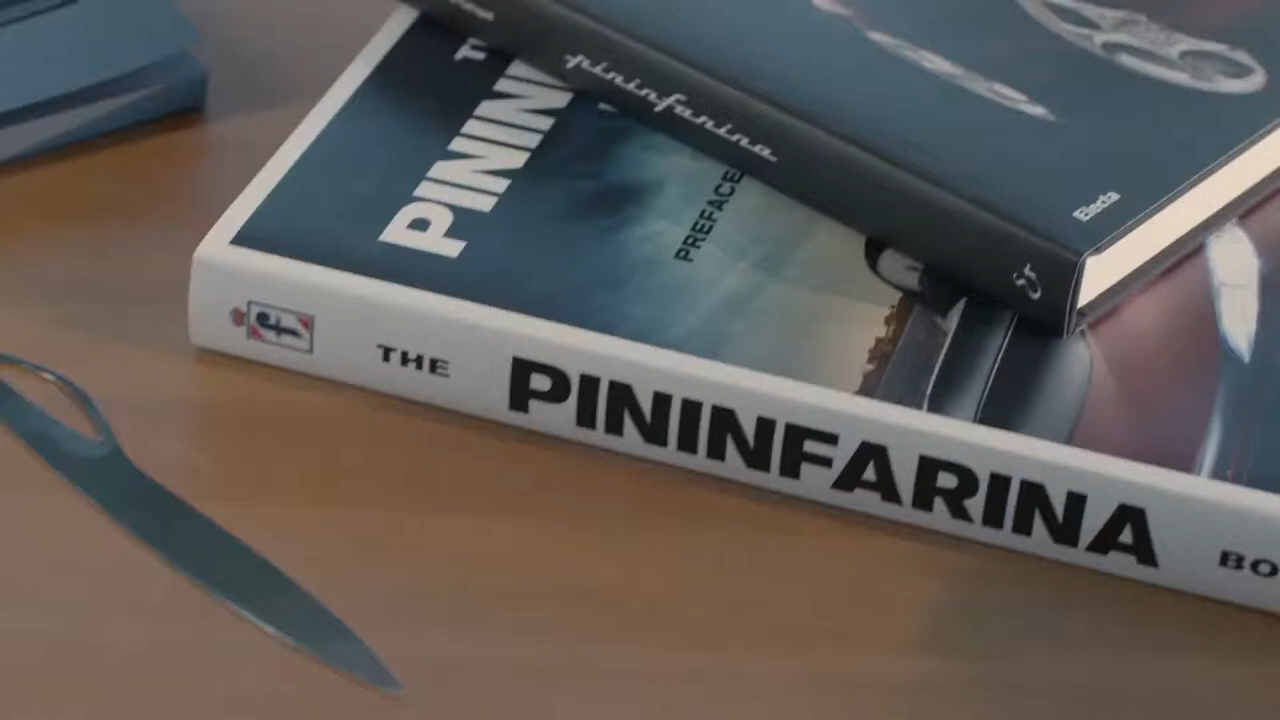 pininfarina
Electa
PININ
PREFACE
f
THE PININFARINA BO